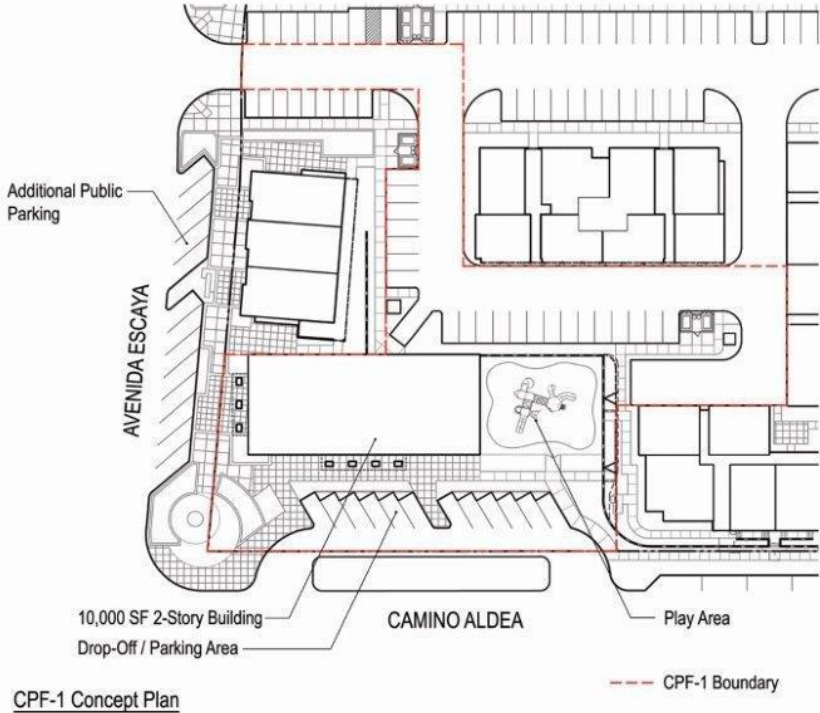 Additional Public
Parking
AVENIDA ESCAYA
10,000 SF 2-Story Building
Drop-Off / Parking Area
CAMINO ALDEA
Play Area
CPF-1 Boundary
CPF-1 Concept Plan